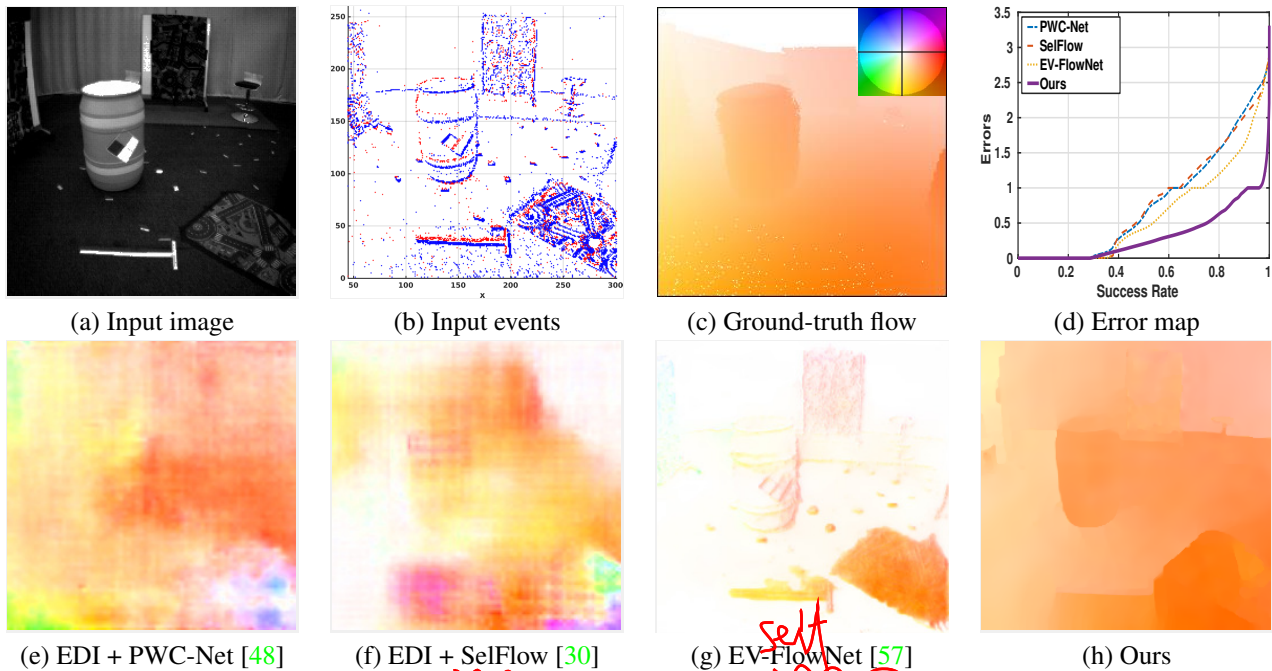 260
250
200
150
100
50
0
50 100 150 200 250 300
x
3.5
3
2.5
2
1.5
1
0.5
0
PWC-Net
SelFlow
EV-FlowNet
Ours
Errors
0 0.2 0.4 0.6 0.8 1
Success Rate
(a) Input image
(b) Input events
(c) Ground-truth flow
(d) Error map
self
(e) EDI + PWC-Net [48]
(f) EDI + SelFlow [30]
(g) EV-FlowNet [57]
(h) Ours